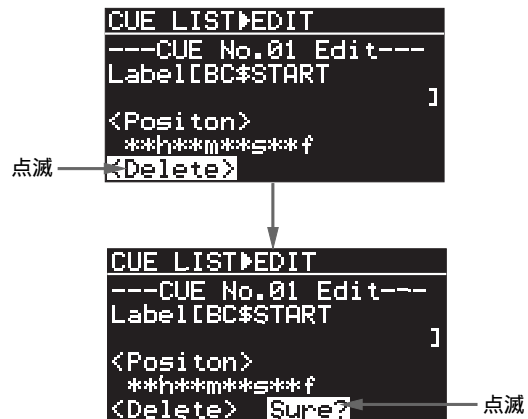 CUE LIST▶EDIT
---CUE No.01 Edit---
Label[BC$START
]
<Positon>
**h**m**s**f
点滅
<Delete>
CUE LIST▶EDIT
---CUE No.01 Edit---
Label[BC$START
]
<Positon>
**h**m**s**f
<Delete> Sure?
点滅